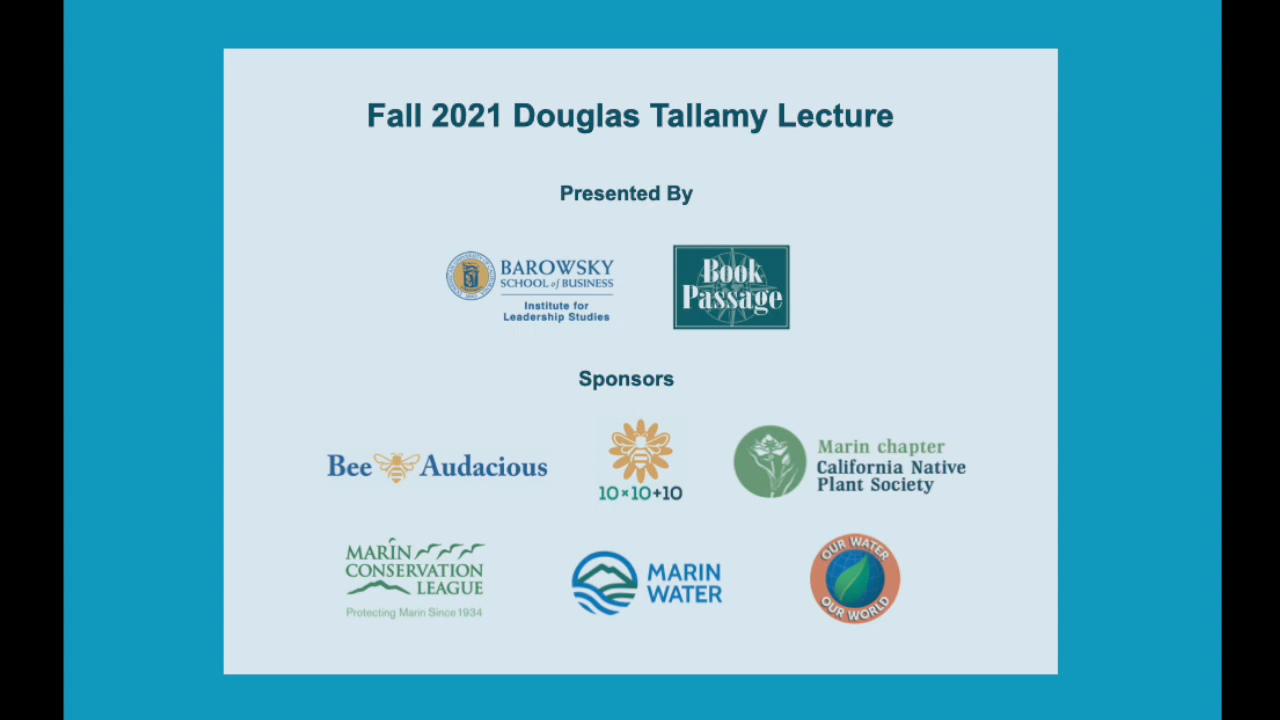 Fall 2021 Douglas Tallamy Lecture
Presented By
BAROWSKY
SCHOOL of BUSINESS
Institute for
Leadership Studies
Book
Passage
Sponsors
Bee Audacious
10×10+10
Marin chapter
California Native
Plant Society
MARIN
CONSERVATION
LEAGUE
Protecting Marin Since 1934
MARIN
WATER
OUR WATER
OUR WORLD